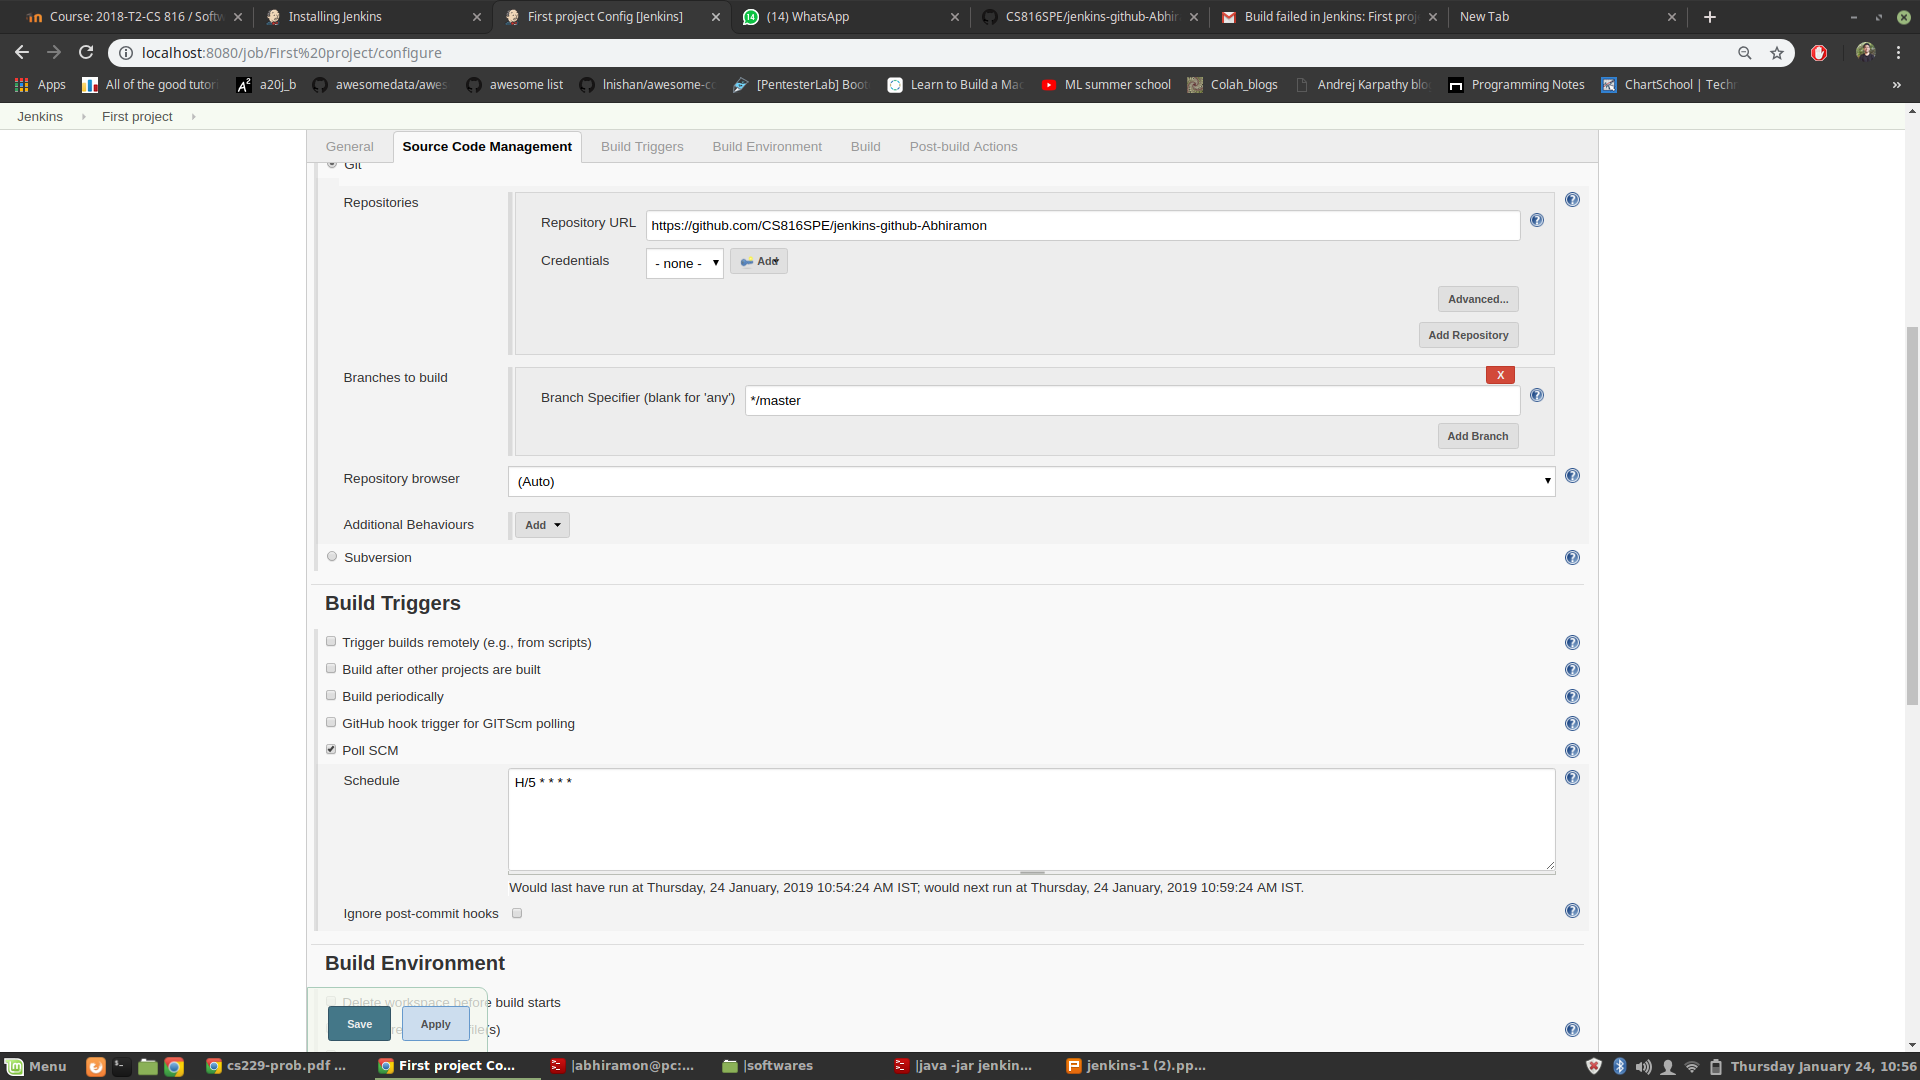 Course: 2018-T2-CS 816 / Softw
Installing Jenkins
First project Config [Jenkins]
(14) WhatsApp
CS816SPE/jenkins-github-Abhir
Build failed in Jenkins: First proj
New Tab
localhost:8080/job/First%20project/configure
Apps
All of the good tutor
a20j_b
awesomedata/awes
awesome list
lnishan/awesome-co
[PentesterLab] Boot
Learn to Build a Mac
ML summer school
Colah_blogs
Andrej Karpathy blo
Programming Notes
ChartSchool | Tech
»
Jenkins
First project
General
Source Code Management
Build Triggers
Build Environment
Build
Post-build Actions
Git
Repositories
Repository URL
https://github.com/CS816SPE/jenkins-github-Abhiramon
Credentials
- none -
Add
Advanced...
Add Repository
Branches to build
X
Branch Specifier (blank for 'any')
*/master
Add Branch
Repository browser
(Auto)
Additional Behaviours
Add
Subversion
Build Triggers
Trigger builds remotely (e.g., from scripts)
Build after other projects are built
Build periodically
GitHub hook trigger for GITScm polling
Poll SCM
Schedule
H/5 * * * *
Would last have run at Thursday, 24 January, 2019 10:54:24 AM IST; would next run at Thursday, 24 January, 2019 10:59:24 AM IST.
Ignore post-commit hooks
Build Environment
Delete workspace before build starts
Save
Apply
Menu
cs229-prob.pdf ...
First project Co...
|abhiramon@pc:...
|softwares
|java -jar jenkin...
jenkins-1 (2).pp...
Thursday January 24, 10:56